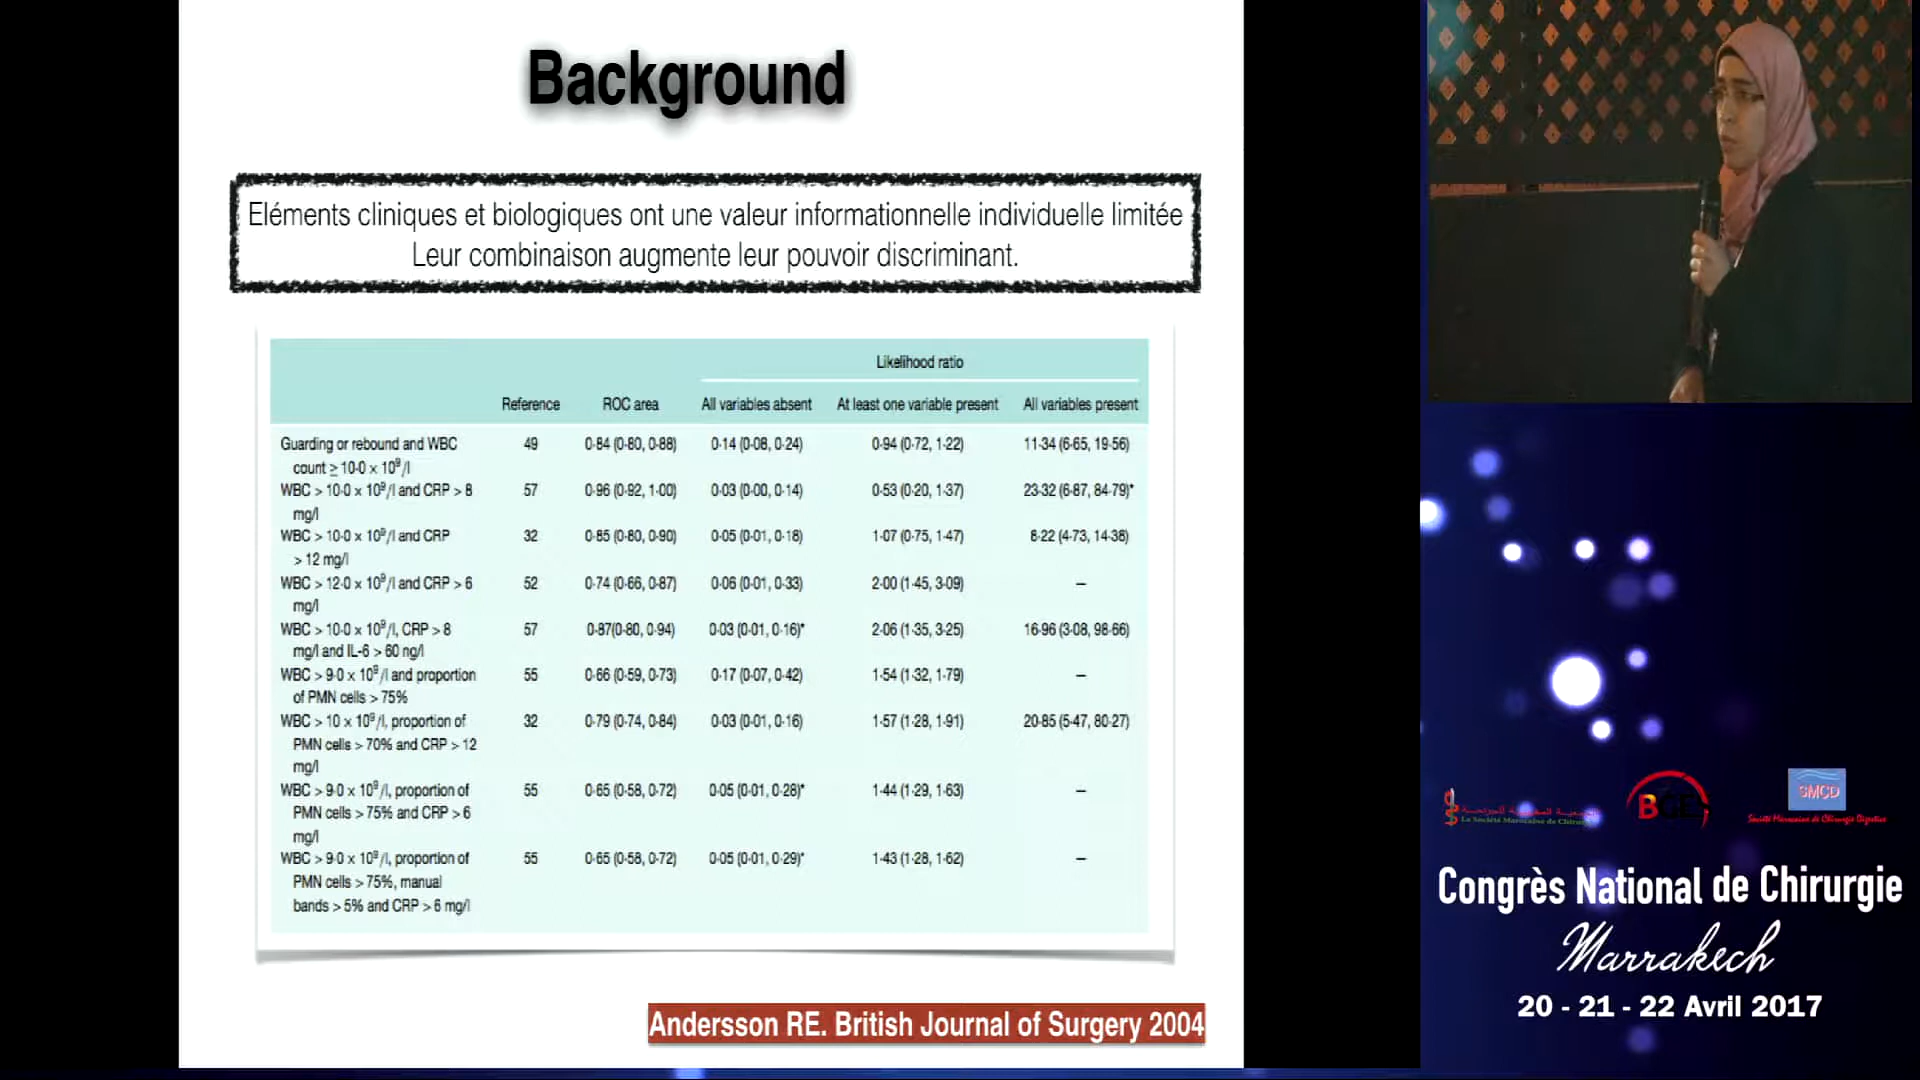 Background
Eléments cliniques et biologiques ont une valeur informationnelle individuelle limitée
Leur combinaison augmente leur pouvoir discriminant.
Likelihood ratio
Reference ROC area All variables absent At least one variable present All variables present
Guarding or rebound and WBC 49 0·84 (0·80, 0·88) 0·14 (0·08, 0·24) 0·94 (0·72, 1·22) 11·34 (6·65, 19·56)
count ≥ 10·0 × 10⁹/l
WBC > 10·0 × 10⁹/l and CRP > 8 57 0·96 (0·92, 1·00) 0·03 (0·00, 0·14) 0·53 (0·20, 1·37) 23·32 (6·87, 84·79)*
mg/l
WBC > 10·0 × 10⁹/l and CRP 32 0·85 (0·80, 0·90) 0·05 (0·01, 0·18) 1·07 (0·75, 1·47) 8·22 (4·73, 14·38)
> 12 mg/l
WBC > 12·0 × 10⁹/l and CRP > 6 52 0·74 (0·66, 0·87) 0·06 (0·01, 0·33) 2·00 (1·45, 3·09) –
mg/l
WBC > 10·0 × 10⁹/l, CRP > 8 57 0·87(0·80, 0·94) 0·03 (0·01, 0·16)* 2·06 (1·35, 3·25) 16·96 (3·08, 98·66)
mg/l and IL-6 > 60 ng/l
WBC > 9·0 × 10⁹/l and proportion 55 0·66 (0·59, 0·73) 0·17 (0·07, 0·42) 1·54 (1·32, 1·79) –
of PMN cells > 75%
WBC > 10 × 10⁹/l, proportion of 32 0·79 (0·74, 0·84) 0·03 (0·01, 0·16) 1·57 (1·28, 1·91) 20·85 (5·47, 80·27)
PMN cells > 70% and CRP > 12
mg/l
WBC > 9·0 × 10⁹/l, proportion of 55 0·65 (0·58, 0·72) 0·05 (0·01, 0·28)* 1·44 (1·29, 1·63) –
PMN cells > 75% and CRP > 6
mg/l
WBC > 9·0 × 10⁹/l, proportion of 55 0·65 (0·58, 0·72) 0·05 (0·01, 0·29)* 1·43 (1·28, 1·62) –
PMN cells > 75%, manual
bands > 5% and CRP > 6 mg/l
Andersson RE. British Journal of Surgery 2004
La Société Marocaine de
SMCD
Société Marocaine de Chirurgie Digestive
Congrès National de Chirurgie
Marrakech
20 - 21 - 22 Avril 2017